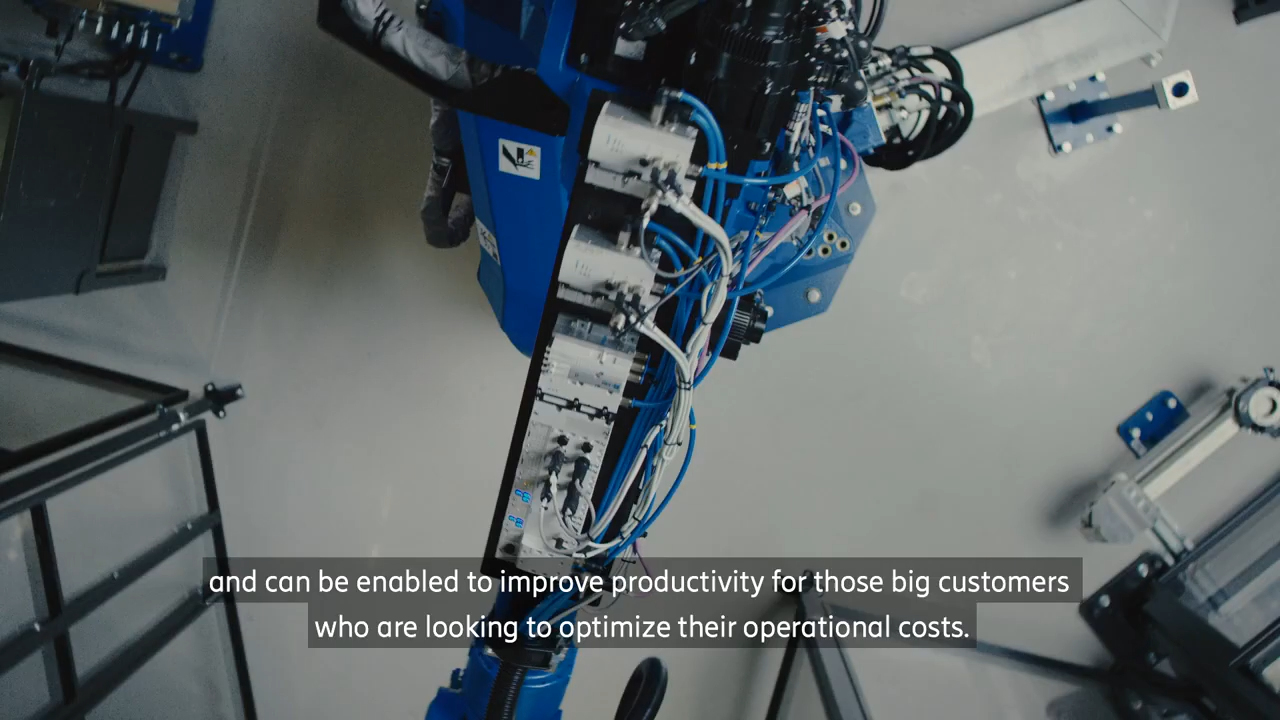 and can be enabled to improve productivity for those big customers
who are looking to optimize their operational costs.